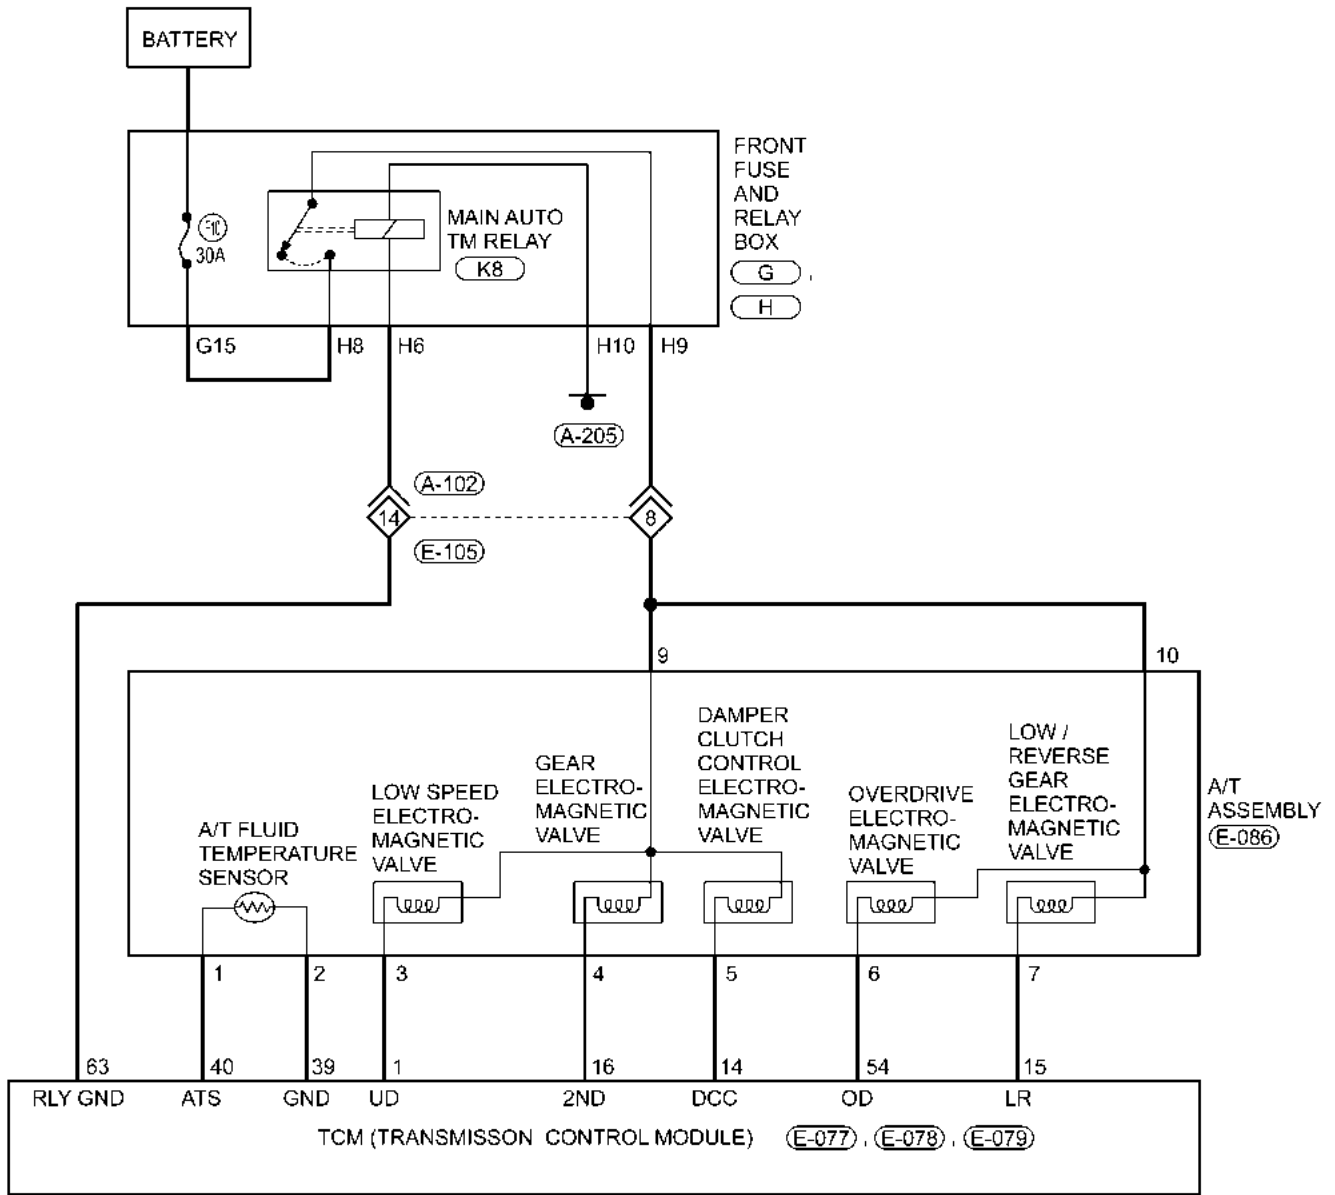 BATTERY
FRONT
FUSE
AND
RELAY
BOX
G ,
H
F10
30A
MAIN AUTO
TM RELAY
K8
G15
H8
H6
H10
H9
A-205
A-102
14
8
E-105
9
10
A/T FLUID
TEMPERATURE
SENSOR
LOW SPEED
ELECTRO-
MAGNETIC
VALVE
GEAR
ELECTRO-
MAGNETIC
VALVE
DAMPER
CLUTCH
CONTROL
ELECTRO-
MAGNETIC
VALVE
OVERDRIVE
ELECTRO-
MAGNETIC
VALVE
LOW /
REVERSE
GEAR
ELECTRO-
MAGNETIC
VALVE
A/T
ASSEMBLY
E-086
1
2
3
4
5
6
7
63
40
39
1
16
14
54
15
RLY GND
ATS
GND
UD
2ND
DCC
OD
LR
TCM (TRANSMISSON CONTROL MODULE) E-077 , E-078 , E-079